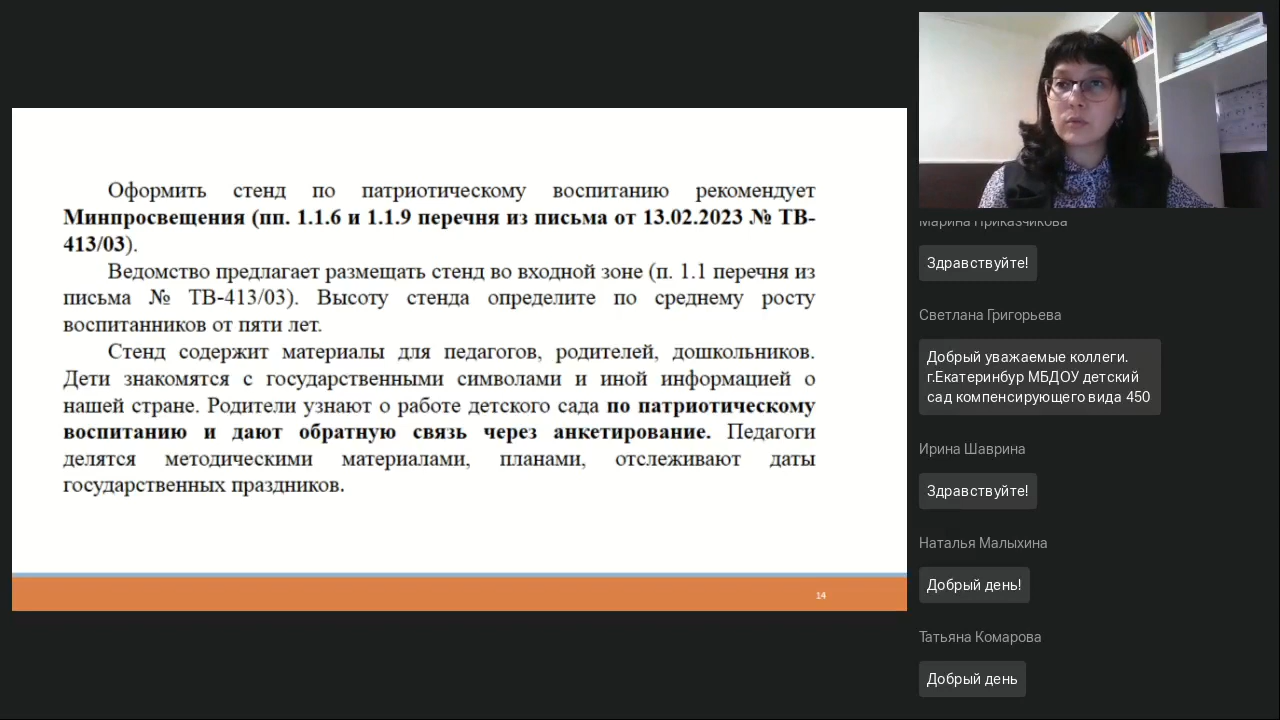 Оформить стенд по патриотическому воспитанию рекомендует
Минпросвещения (пп. 1.1.6 и 1.1.9 перечня из письма от 13.02.2023 № ТВ-
413/03).
Ведомство предлагает размещать стенд во входной зоне (п. 1.1 перечня из
письма № ТВ-413/03). Высоту стенда определите по среднему росту
воспитанников от пяти лет.
Стенд содержит материалы для педагогов, родителей, дошкольников.
Дети знакомятся с государственными символами и иной информацией о
нашей стране. Родители узнают о работе детского сада по патриотическому
воспитанию и дают обратную связь через анкетирование. Педагоги
делятся методическими материалами, планами, отслеживают даты
государственных праздников.
14
Марина Приказчикова
Здравствуйте!
Светлана Григорьева
Добрый уважаемые коллеги.
г.Екатеринбур МБДОУ детский
сад компенсирующего вида 450
Ирина Шаврина
Здравствуйте!
Наталья Малыхина
Добрый день!
Татьяна Комарова
Добрый день